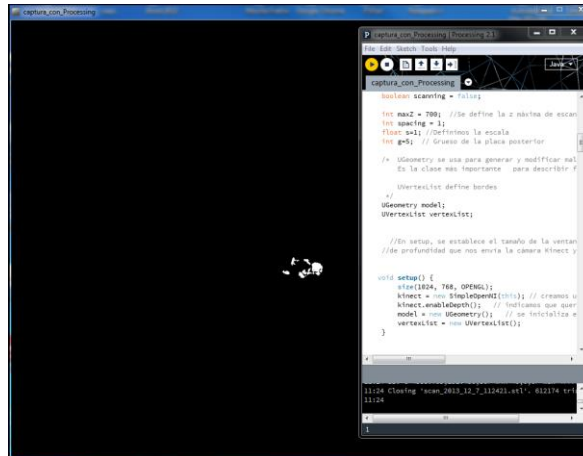 captura_con_Processing
captura_con_Processing | Processing 2.1
File Edit Sketch Tools Help
Java
captura_con_Processing
boolean scanning = false;
int maxZ = 700; //Se define la z máxima de escan
int spacing = 1;
float s=1; //Definimos la escala
int g=5; // Grueso de la placa posterior
/* UGeometry se usa para generar y modificar mal
Es la clase mas importante para describir f
UVertexList define bordes
*/
UGeometry model;
UVertexList vertexList;
//En setup, se establece el tamaño de la ventan
//de profundidad que nos envia la cámara Kinect y
void setup() {
size(1024, 768, OPENGL);
kinect = new SimpleOpenNI(this); // creamos u
kinect.enableDepth(); // indicamos que quer
model = new UGeometry(); // se inicializa e
vertexList = new UVertexList();
}
11:24 Closing 'scan_2013_12_7_112421.stl'. 612174 tri
11:24
1